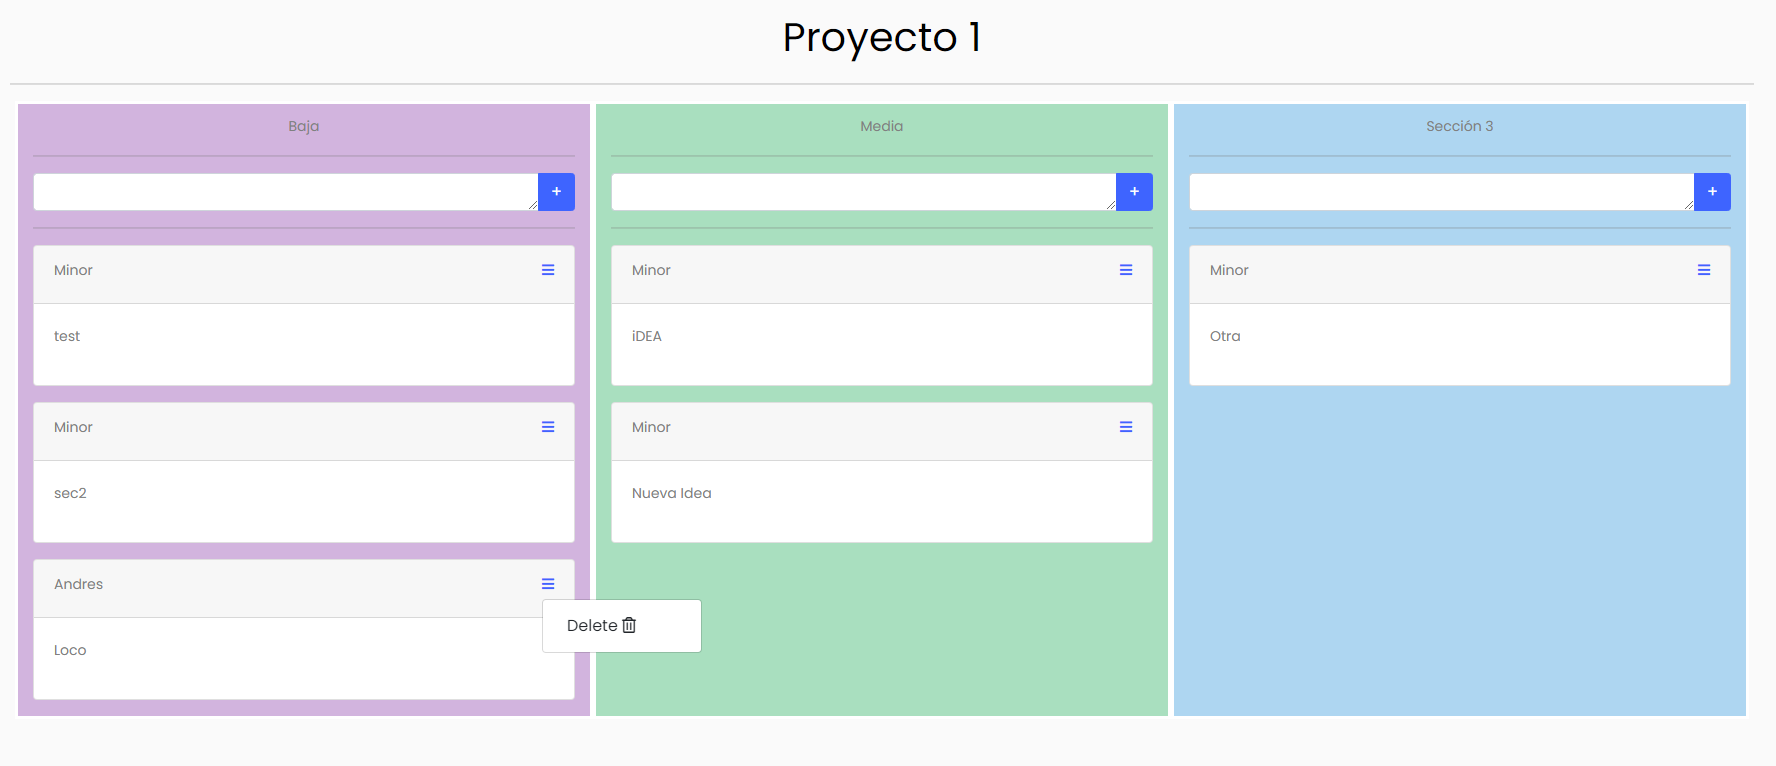 Proyecto 1
Baja
+
Minor
test
Minor
sec2
Andres
Delete
Loco
Media
+
Minor
iDEA
Minor
Nueva Idea
Sección 3
+
Minor
Otra